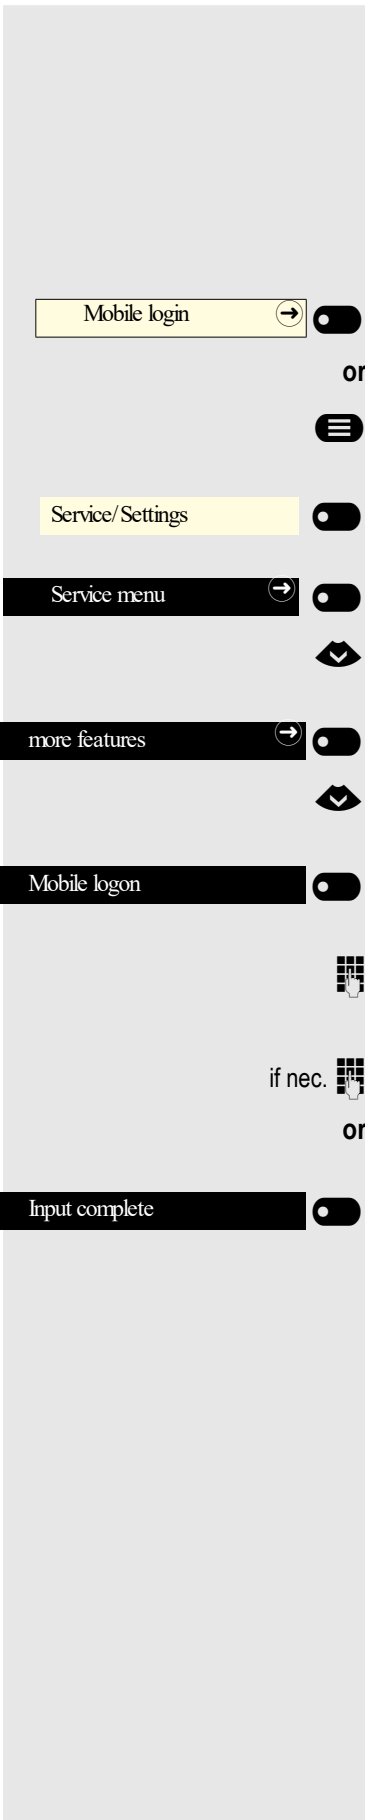 Mobile login
or
Service/Settings
Service menu
more features
Mobile logon
if nec.
or
Input complete